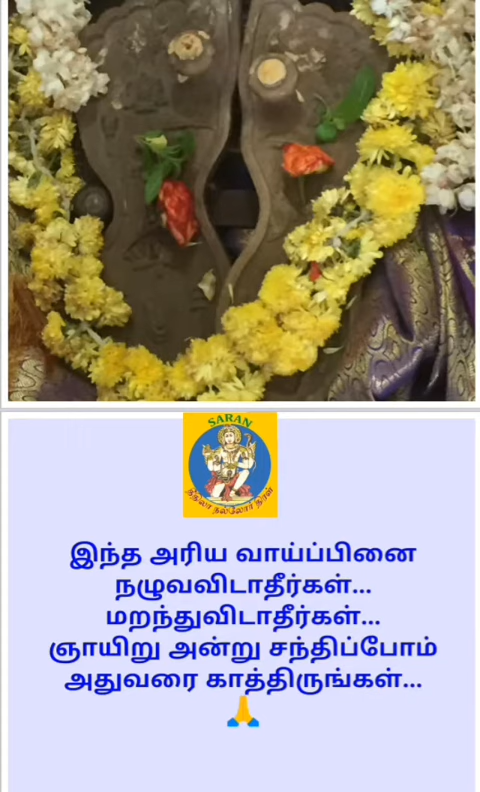 SARAN
இந்த அரிய வாய்ப்பினை
நழுவவிடாதீர்கள்...
மறந்துவிடாதீர்கள்...
ஞாயிறு அன்று சந்திப்போம்
அதுவரை காத்திருங்கள்...
🙏